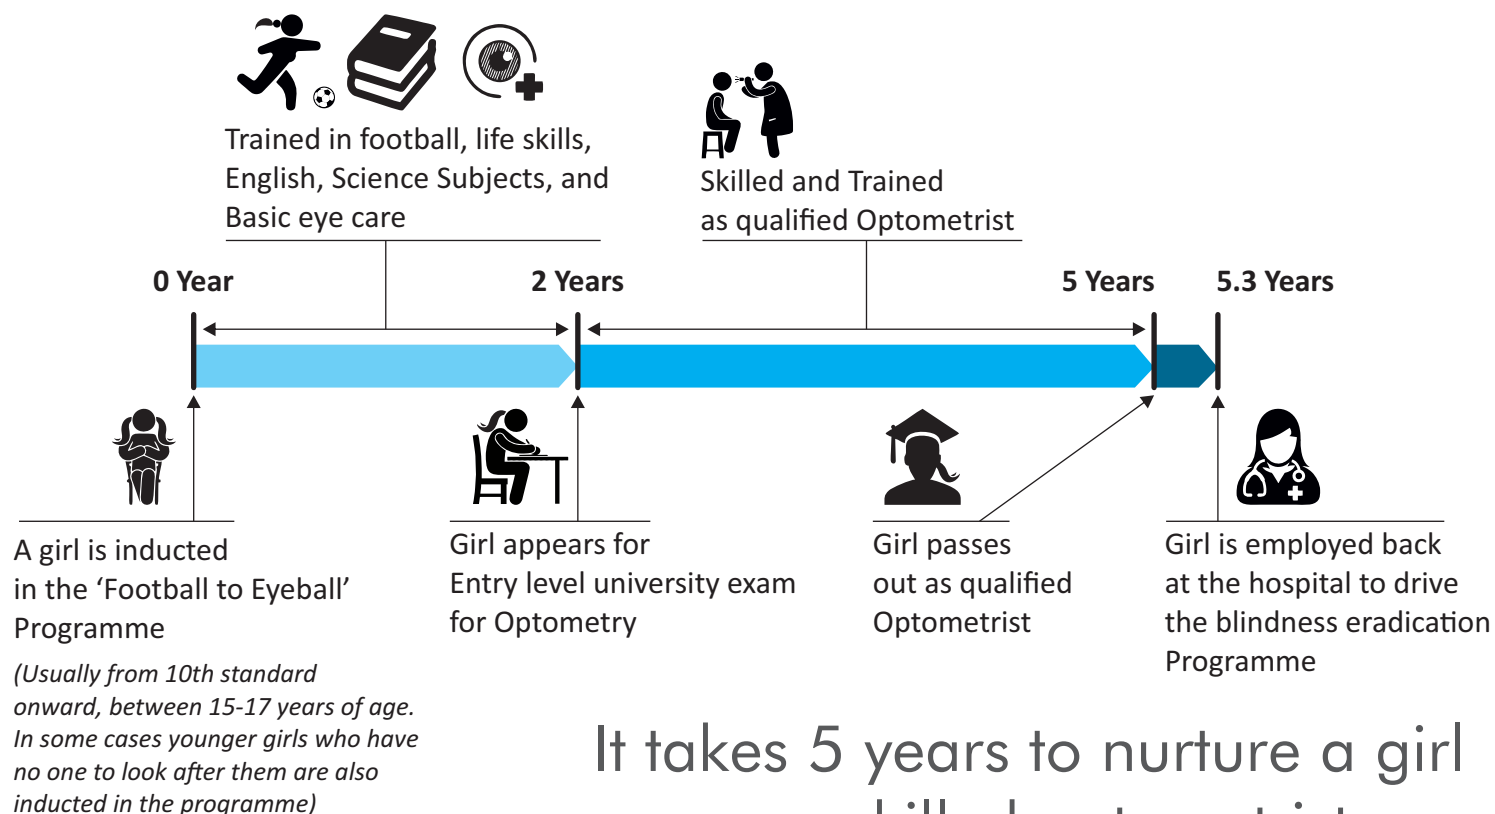 Trained in football, life skills,
English, Science Subjects, and
Basic eye care
Skilled and Trained
as qualified Optometrist
0 Year
2 Years
5 Years
5.3 Years
A girl is inducted
in the ‘Football to Eyeball’
Programme
(Usually from 10th standard
onward, between 15-17 years of age.
In some cases younger girls who have
no one to look after them are also
inducted in the programme)
Girl appears for
Entry level university exam
for Optometry
Girl passes
out as qualified
Optometrist
Girl is employed back
at the hospital to drive
the blindness eradication
Programme
It takes 5 years to nurture a girl